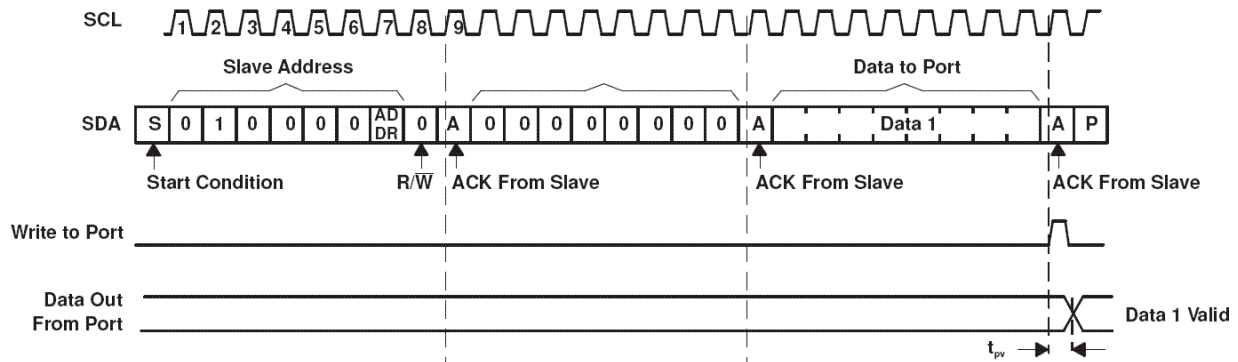 SCL 1 2 3 4 5 6 7 8 9
Slave Address Data to Port
SDA S 0 1 0 0 0 0 AD DR 0 A 0 0 0 0 0 0 0 0 A Data 1 A P
Start Condition R/W̅ ACK From Slave ACK From Slave ACK From Slave
Write to Port
Data Out
From Port
Data 1 Valid
tpv